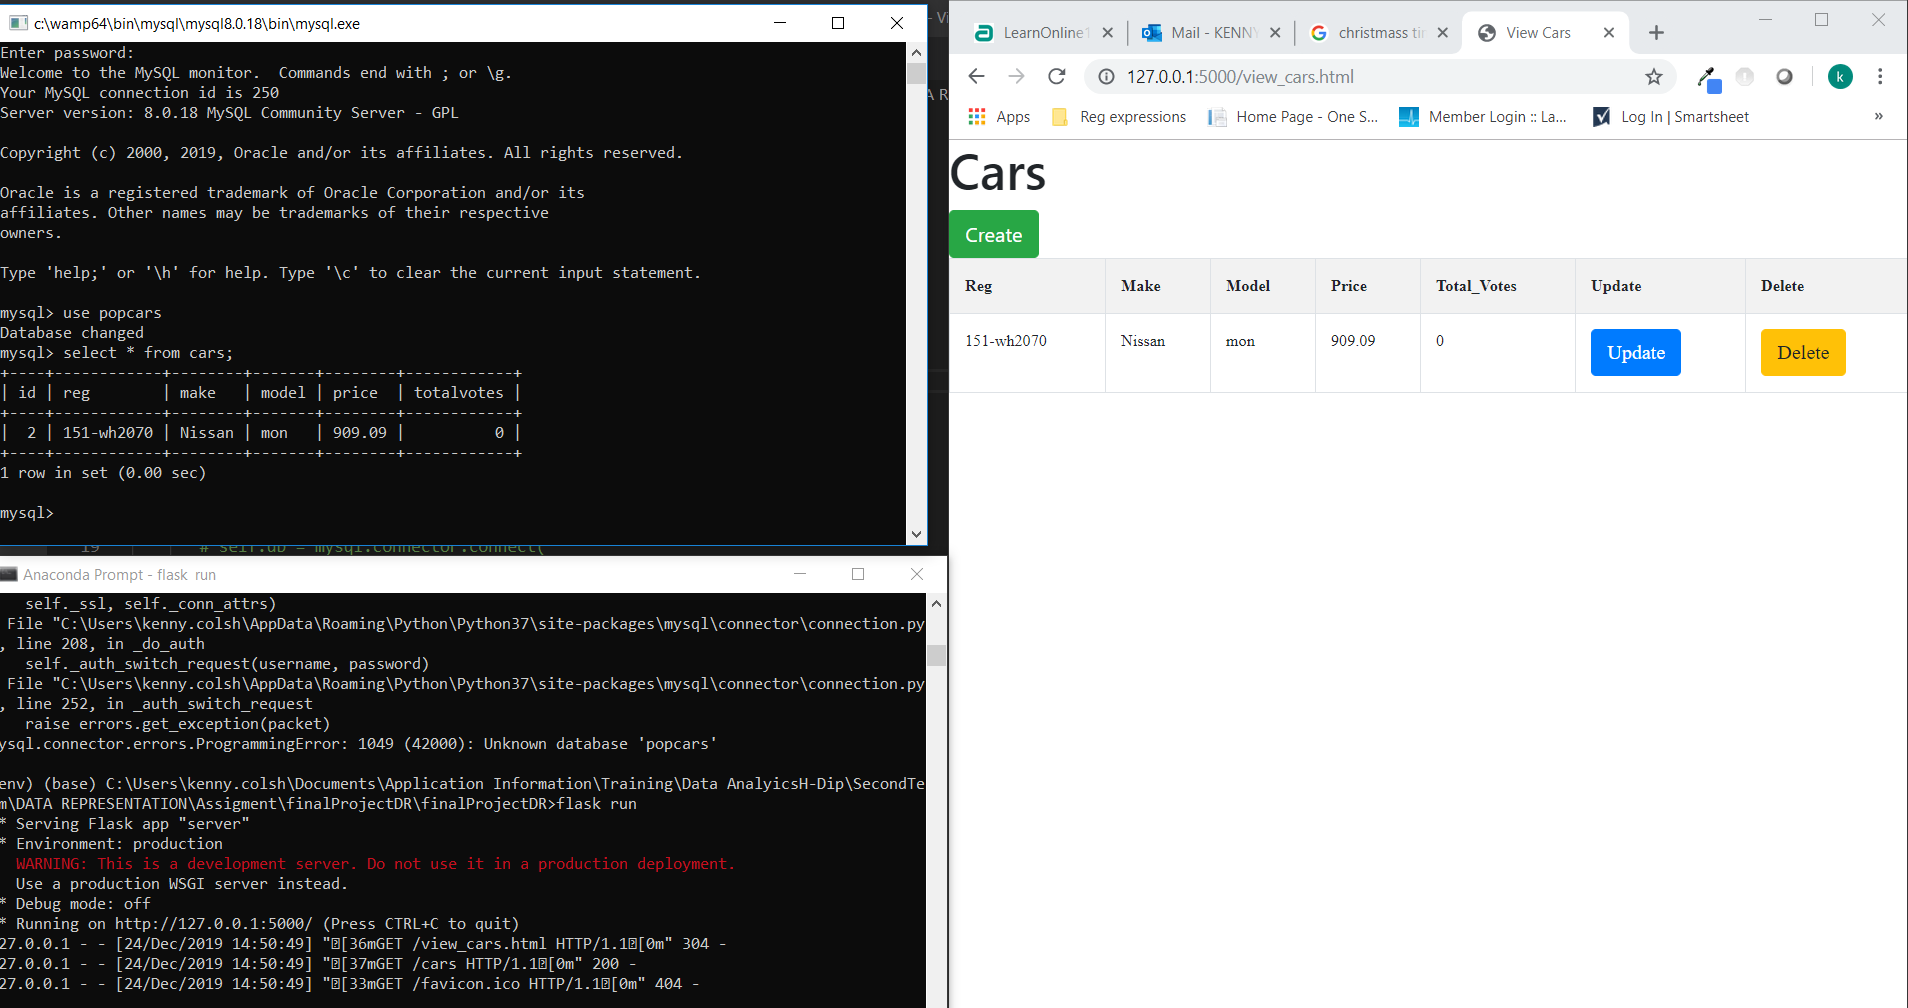 c:\wamp64\bin\mysql\mysql8.0.18\bin\mysql.exe
Enter password:
Welcome to the MySQL monitor.  Commands end with ; or \g.
Your MySQL connection id is 250
Server version: 8.0.18 MySQL Community Server - GPL
Copyright (c) 2000, 2019, Oracle and/or its affiliates. All rights reserved.
Oracle is a registered trademark of Oracle Corporation and/or its
affiliates. Other names may be trademarks of their respective
owners.
Type 'help;' or '\h' for help. Type '\c' to clear the current input statement.
mysql> use popcars
Database changed
mysql> select * from cars;
+----+------------+--------+-------+--------+------------+
| id | reg        | make   | model | price  | totalvotes |
+----+------------+--------+-------+--------+------------+
|  2 | 151-wh2070 | Nissan | mon   | 909.09 |          0 |
+----+------------+--------+-------+--------+------------+
1 row in set (0.00 sec)
mysql>
19 # self.db = mysql.connector.connect(
Anaconda Prompt - flask  run
self._ssl, self._conn_attrs)
File "C:\Users\kenny.colsh\AppData\Roaming\Python\Python37\site-packages\mysql\connector\connection.py
, line 208, in _do_auth
self._auth_switch_request(username, password)
File "C:\Users\kenny.colsh\AppData\Roaming\Python\Python37\site-packages\mysql\connector\connection.py
, line 252, in _auth_switch_request
raise errors.get_exception(packet)
ysql.connector.errors.ProgrammingError: 1049 (42000): Unknown database 'popcars'
env) (base) C:\Users\kenny.colsh\Documents\Application Information\Training\Data AnalyicsH-Dip\SecondTe
m\DATA REPRESENTATION\Assigment\finalProjectDR\finalProjectDR>flask run
* Serving Flask app "server"
* Environment: production
WARNING: This is a development server. Do not use it in a production deployment.
Use a production WSGI server instead.
* Debug mode: off
* Running on http://127.0.0.1:5000/ (Press CTRL+C to quit)
27.0.0.1 - - [24/Dec/2019 14:50:49] "[36mGET /view_cars.html HTTP/1.1[0m" 304 -
27.0.0.1 - - [24/Dec/2019 14:50:49] "[37mGET /cars HTTP/1.1[0m" 200 -
27.0.0.1 - - [24/Dec/2019 14:50:49] "[33mGET /favicon.ico HTTP/1.1[0m" 404 -
LearnOnline1
Mail - KENNY
christmass tir
View Cars
127.0.0.1:5000/view_cars.html
k
Apps
Reg expressions
Home Page - One S...
Member Login :: La...
Log In | Smartsheet
»
Cars
Create
Reg Make Model Price Total_Votes Update Delete
151-wh2070 Nissan mon 909.09 0 Update Delete